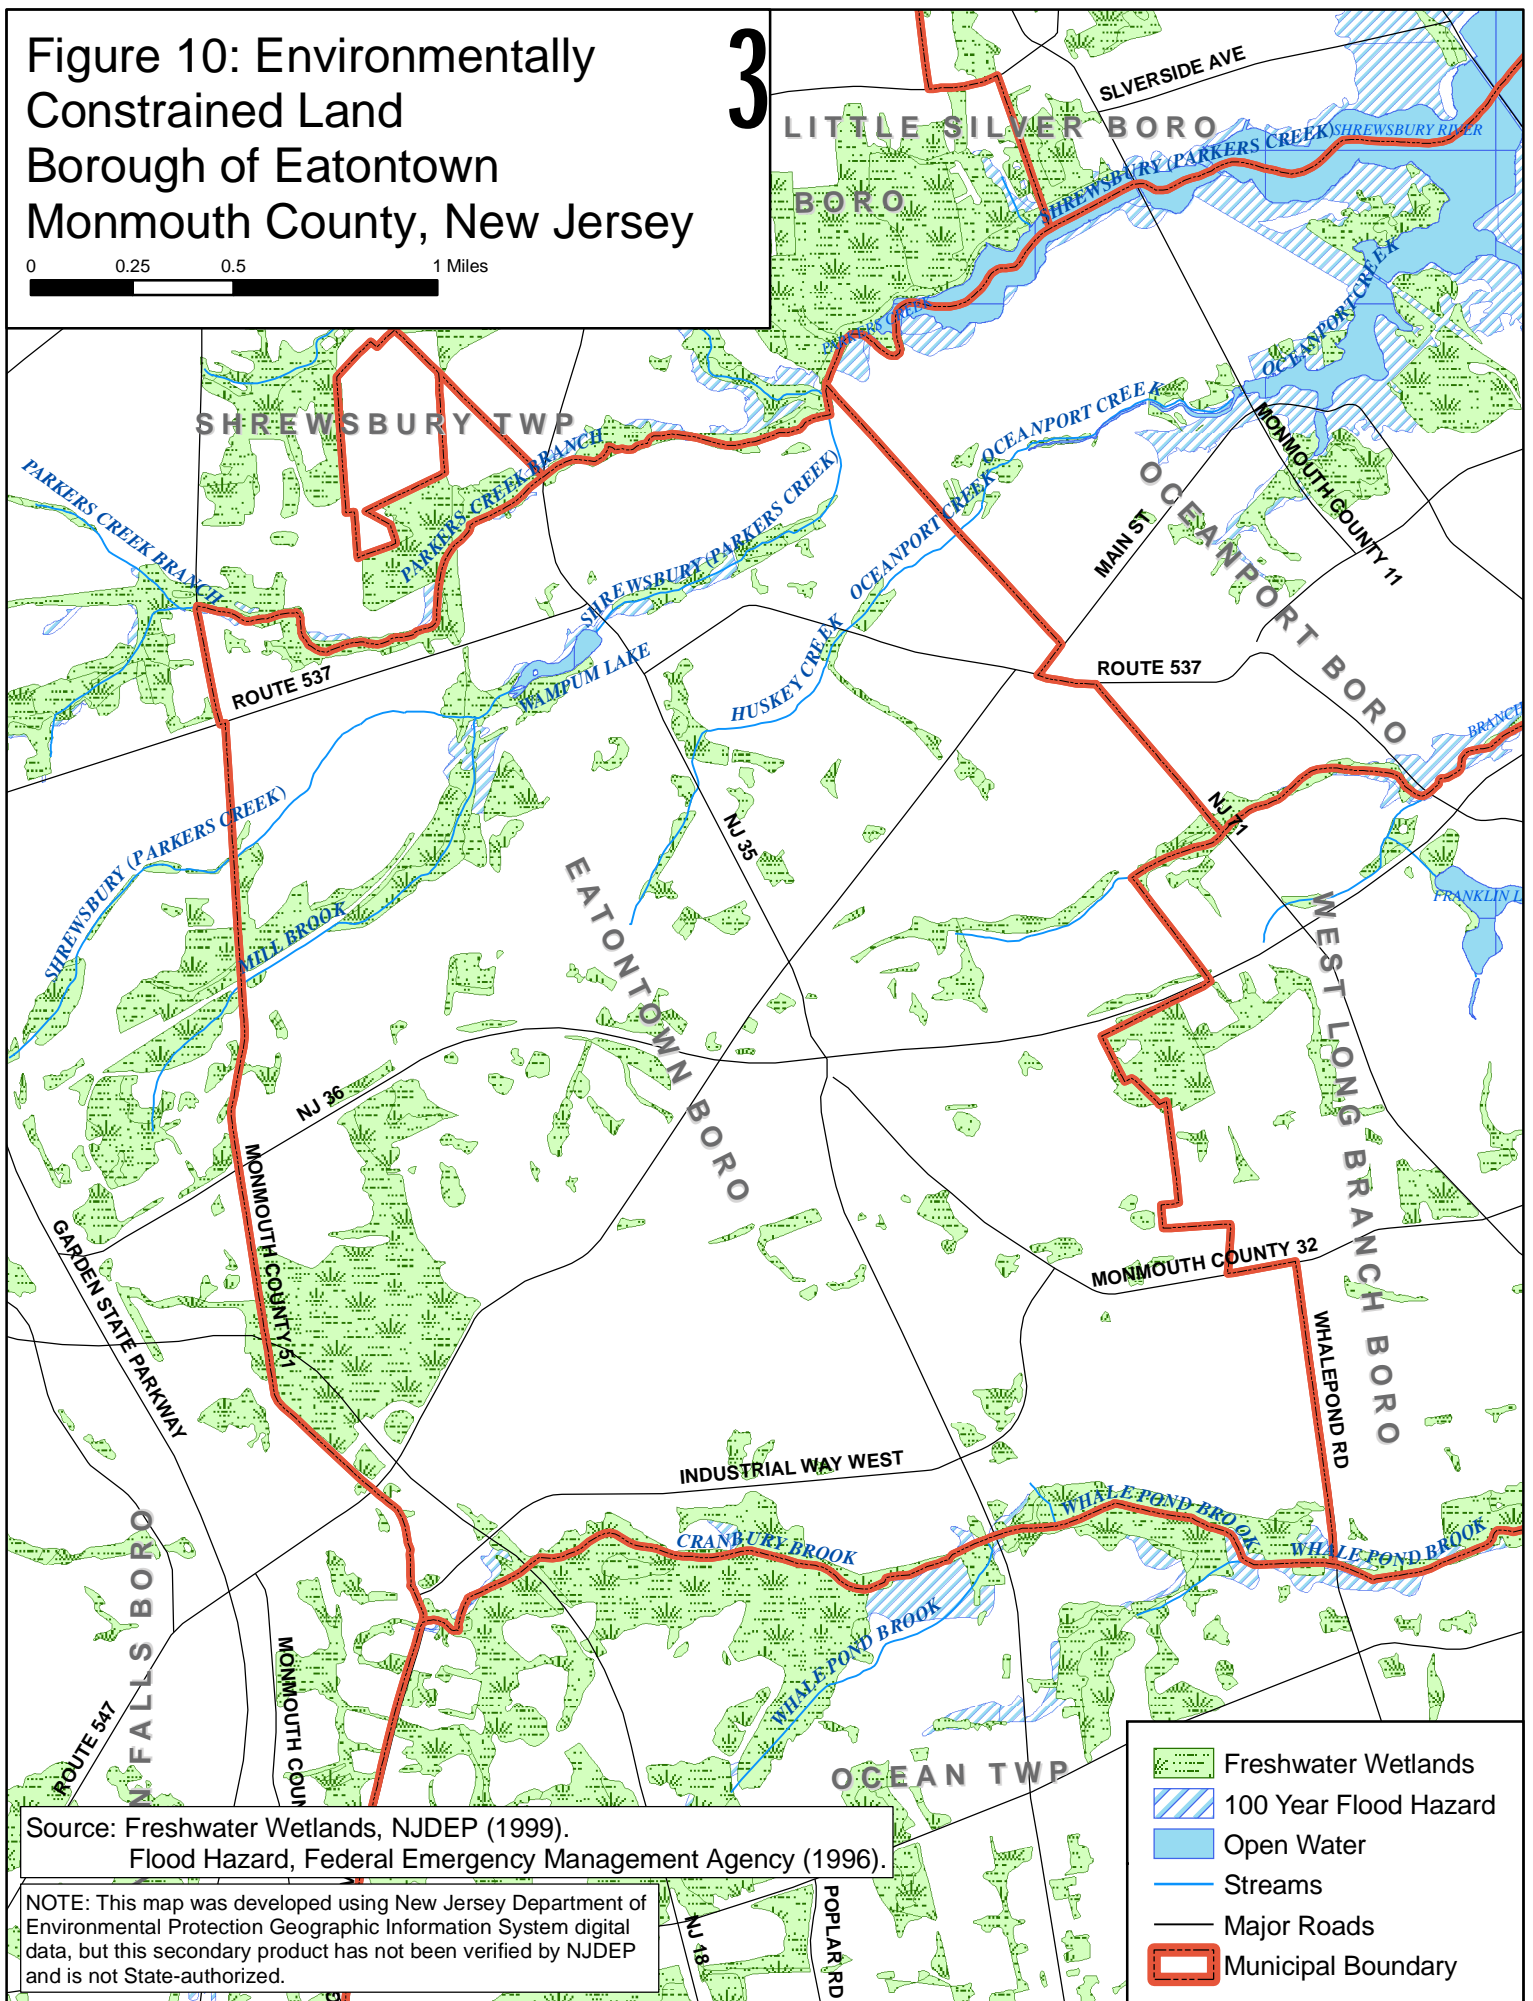 Figure 10: Environmentally
Constrained Land
Borough of Eatontown
Monmouth County, New Jersey
3
0 0.25 0.5 1 Miles
SLVERSIDE AVE
LITTLE SILVER BORO
BORO
SHREWSBURY (PARKERS CREEK)
SHREWSBURY RIVER
PARKERS CREEK
OCEANPORT CREEK
SHREWSBURY TWP
OCEANPORT CREEK
MONMOUTH COUNTY 11
PARKERS CREEK BRANCH
PARKERS CREEK BRANCH
SHREWSBURY (PARKERS CREEK)
OCEANPORT CREEK
MAIN ST
OCEANPORT BORO
HUSKEY CREEK
WAMPUM LAKE
ROUTE 537
ROUTE 537
BRANCH
SHREWSBURY (PARKERS CREEK)
NJ 35
NJ 71
MILL BROOK
EATONTOWN BORO
FRANKLIN L
WEST LONG BRANCH BORO
NJ 36
MONMOUTH COUNTY 51
GARDEN STATE PARKWAY
MONMOUTH COUNTY 32
WHALEPOND RD
INDUSTRIAL WAY WEST
CRANBURY BROOK
WHALE POND BROOK
WHALE POND BROOK
WHALE POND BROOK
N FALLS BORO
MONMOUTH COUN
ROUTE 547
OCEAN TWP
NJ 18
POPLAR RD
Source: Freshwater Wetlands, NJDEP (1999).
Flood Hazard, Federal Emergency Management Agency (1996).
NOTE: This map was developed using New Jersey Department of
Environmental Protection Geographic Information System digital
data, but this secondary product has not been verified by NJDEP
and is not State-authorized.
Freshwater Wetlands
100 Year Flood Hazard
Open Water
Streams
Major Roads
Municipal Boundary